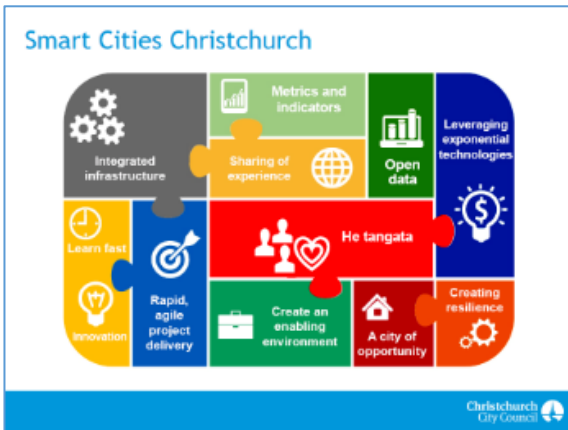 Smart Cities Christchurch
Metrics and
indicators
Integrated
infrastructure
Sharing of
experience
Open
data
Leveraging
exponential
technologies
Learn fast
Innovation
Rapid,
agile
project
delivery
He tangata
Create an
enabling
environment
A city of
opportunity
Creating
resilience
Christchurch
City Council